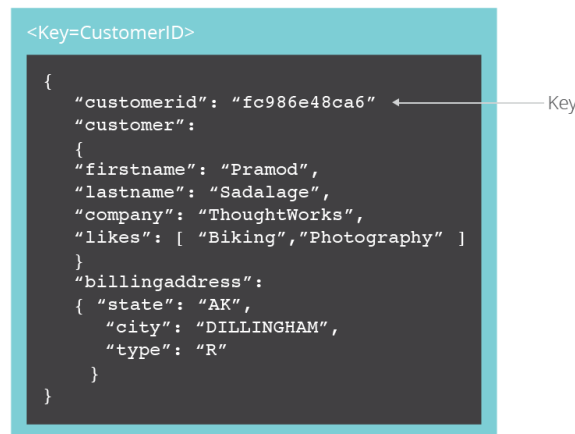 <Key=CustomerID>
{
“customerid”: “fc986e48ca6” Key
“customer”:
{
“firstname”: “Pramod”,
“lastname”: “Sadalage”,
“company”: “ThoughtWorks”,
“likes”: [ “Biking”,”Photography” ]
}
“billingaddress”:
{ “state”: “AK”,
“city”: “DILLINGHAM”,
“type”: “R”
}
}